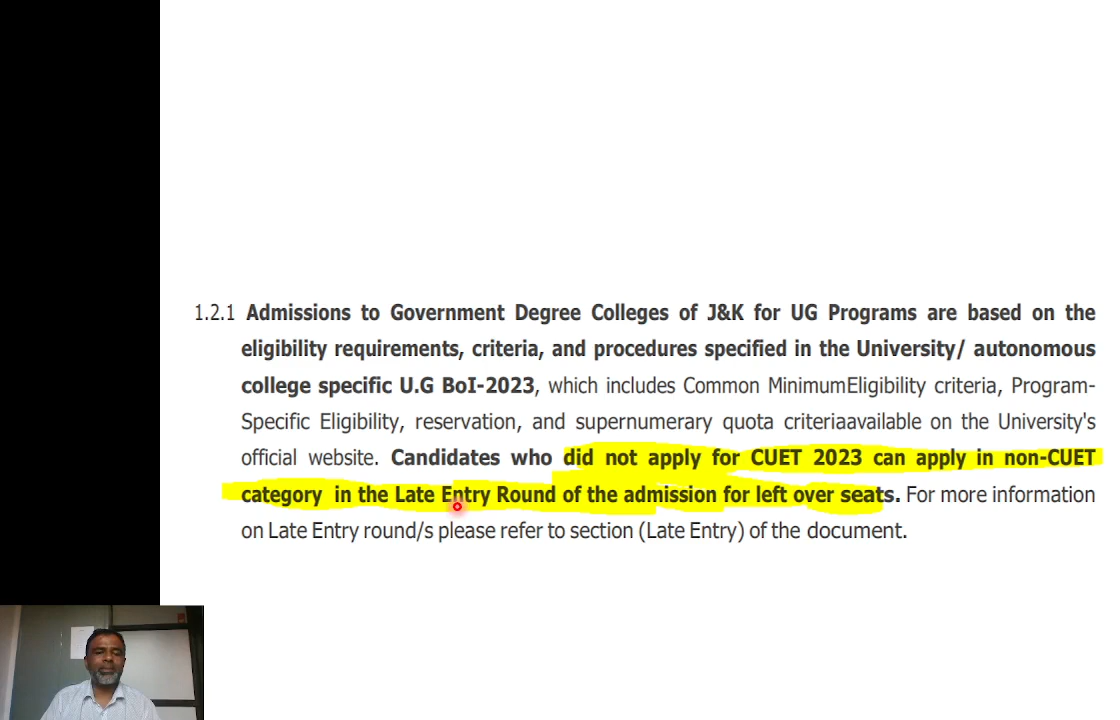 1.2.1 Admissions to Government Degree Colleges of J&K for UG Programs are based on the
eligibility requirements, criteria, and procedures specified in the University/ autonomous
college specific U.G BoI-2023, which includes Common MinimumEligibility criteria, Program-
Specific Eligibility, reservation, and supernumerary quota criteriaavailable on the University's
official website. Candidates who did not apply for CUET 2023 can apply in non-CUET
category in the Late Entry Round of the admission for left over seats. For more information
on Late Entry round/s please refer to section (Late Entry) of the document.